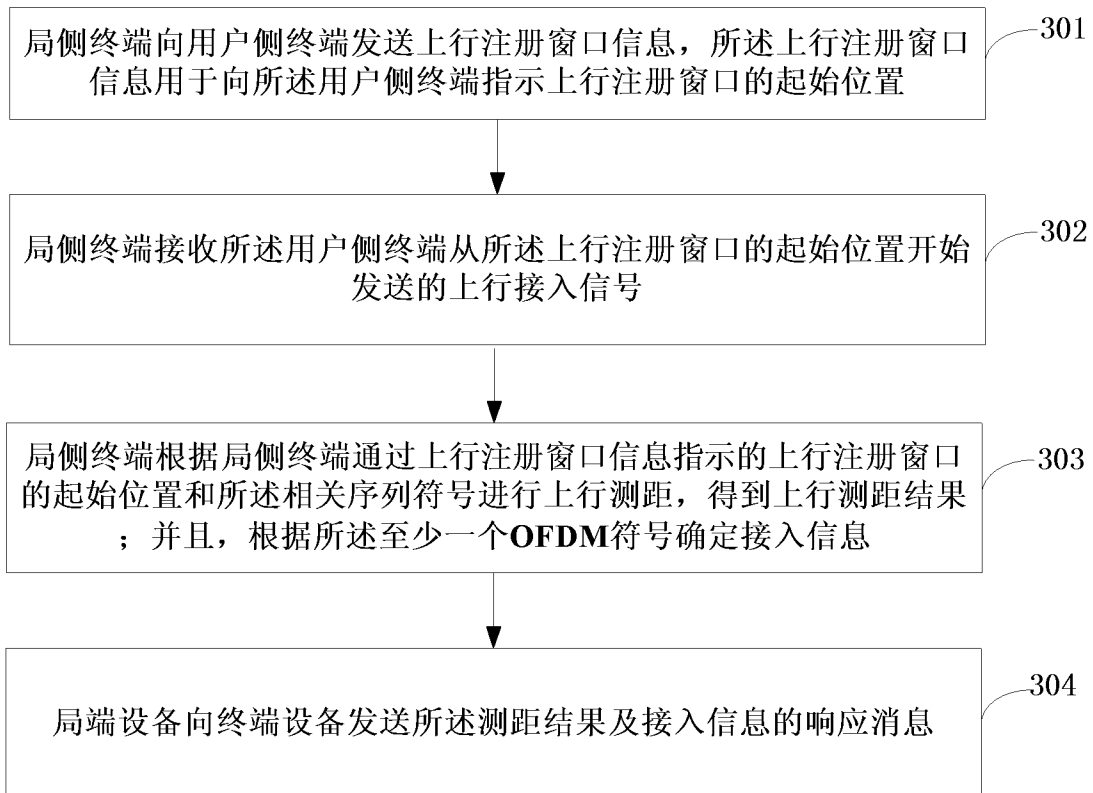 局侧终端向用户侧终端发送上行注册窗口信息，所述上行注册窗口
信息用于向所述用户侧终端指示上行注册窗口的起始位置
301
局侧终端接收所述用户侧终端从所述上行注册窗口的起始位置开始
发送的上行接入信号
302
局侧终端根据局侧终端通过上行注册窗口信息指示的上行注册窗口
的起始位置和所述相关序列符号进行上行测距，得到上行测距结果
；并且，根据所述至少一个OFDM符号确定接入信息
303
局端设备向终端设备发送所述测距结果及接入信息的响应消息
304